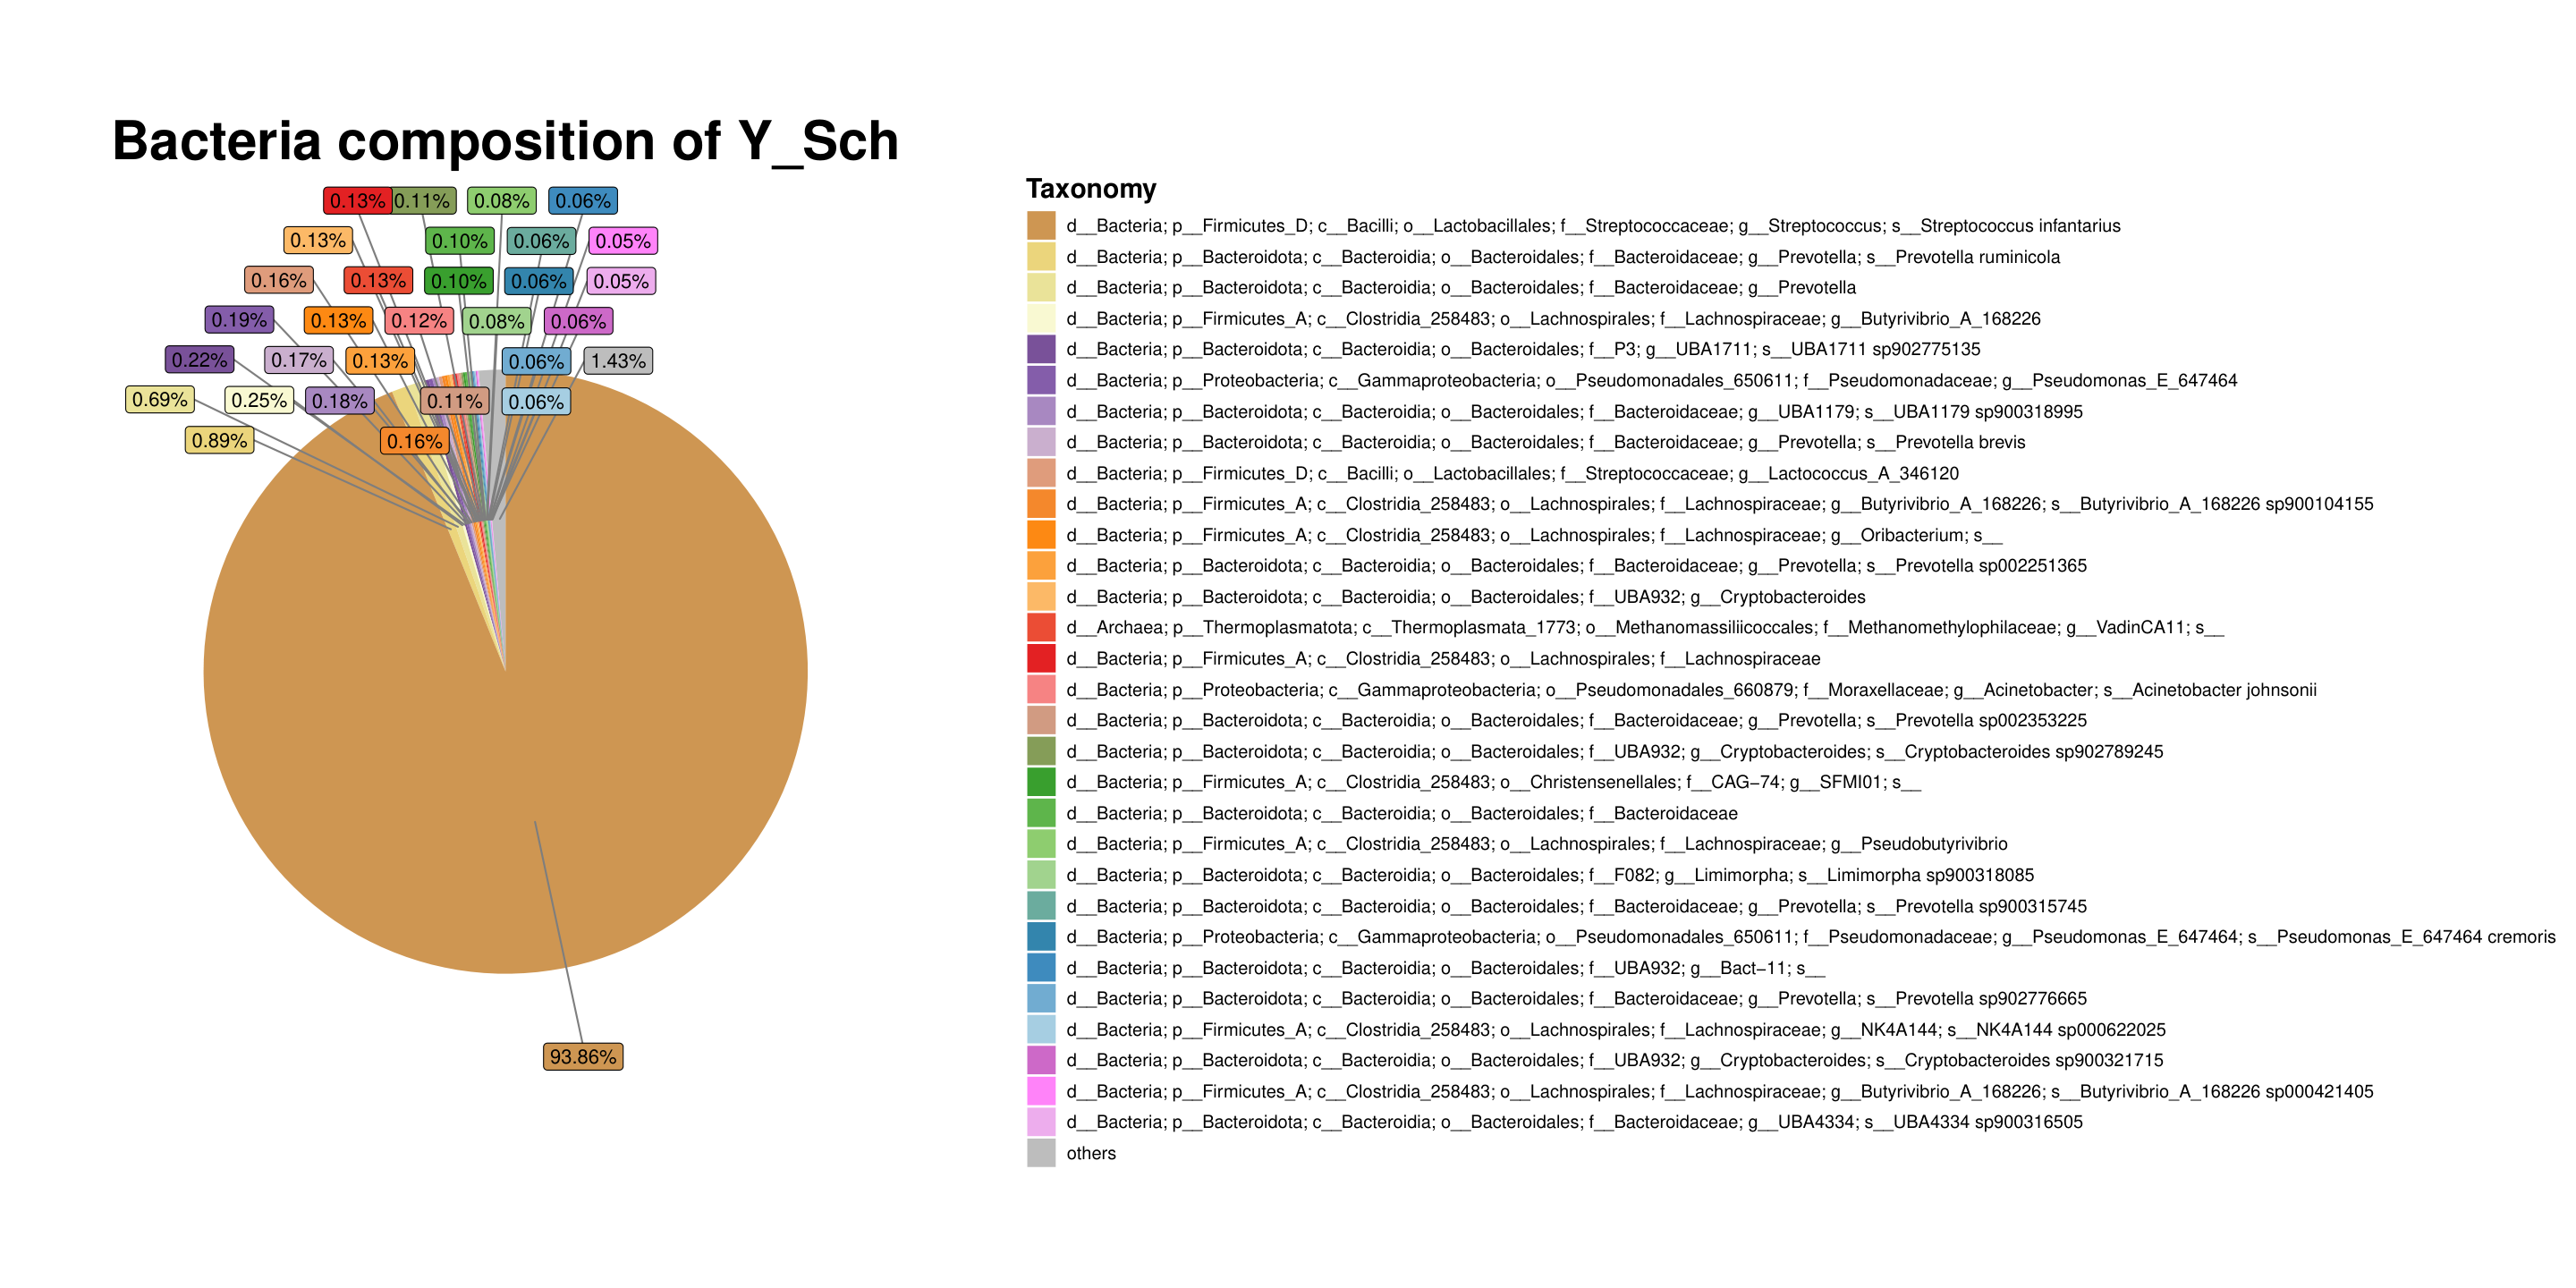 Bacteria composition of Y_Sch
0.13% 0.11% 0.08% 0.06%
0.13% 0.10% 0.06% 0.05%
0.16% 0.13% 0.10% 0.06% 0.05%
0.19% 0.13% 0.12% 0.08% 0.06%
0.22% 0.17% 0.13% 0.06% 1.43%
0.69% 0.25% 0.18% 0.11% 0.06%
0.89% 0.16%
93.86%
Taxonomy
d__Bacteria; p__Firmicutes_D; c__Bacilli; o__Lactobacillales; f__Streptococcaceae; g__Streptococcus; s__Streptococcus infantarius
d__Bacteria; p__Bacteroidota; c__Bacteroidia; o__Bacteroidales; f__Bacteroidaceae; g__Prevotella; s__Prevotella ruminicola
d__Bacteria; p__Bacteroidota; c__Bacteroidia; o__Bacteroidales; f__Bacteroidaceae; g__Prevotella
d__Bacteria; p__Firmicutes_A; c__Clostridia_258483; o__Lachnospirales; f__Lachnospiraceae; g__Butyrivibrio_A_168226
d__Bacteria; p__Bacteroidota; c__Bacteroidia; o__Bacteroidales; f__P3; g__UBA1711; s__UBA1711 sp902775135
d__Bacteria; p__Proteobacteria; c__Gammaproteobacteria; o__Pseudomonadales_650611; f__Pseudomonadaceae; g__Pseudomonas_E_647464
d__Bacteria; p__Bacteroidota; c__Bacteroidia; o__Bacteroidales; f__Bacteroidaceae; g__UBA1179; s__UBA1179 sp900318995
d__Bacteria; p__Bacteroidota; c__Bacteroidia; o__Bacteroidales; f__Bacteroidaceae; g__Prevotella; s__Prevotella brevis
d__Bacteria; p__Firmicutes_D; c__Bacilli; o__Lactobacillales; f__Streptococcaceae; g__Lactococcus_A_346120
d__Bacteria; p__Firmicutes_A; c__Clostridia_258483; o__Lachnospirales; f__Lachnospiraceae; g__Butyrivibrio_A_168226; s__Butyrivibrio_A_168226 sp900104155
d__Bacteria; p__Firmicutes_A; c__Clostridia_258483; o__Lachnospirales; f__Lachnospiraceae; g__Oribacterium; s__
d__Bacteria; p__Bacteroidota; c__Bacteroidia; o__Bacteroidales; f__Bacteroidaceae; g__Prevotella; s__Prevotella sp002251365
d__Bacteria; p__Bacteroidota; c__Bacteroidia; o__Bacteroidales; f__UBA932; g__Cryptobacteroides
d__Archaea; p__Thermoplasmatota; c__Thermoplasmata_1773; o__Methanomassiliicoccales; f__Methanomethylophilaceae; g__VadinCA11; s__
d__Bacteria; p__Firmicutes_A; c__Clostridia_258483; o__Lachnospirales; f__Lachnospiraceae
d__Bacteria; p__Proteobacteria; c__Gammaproteobacteria; o__Pseudomonadales_660879; f__Moraxellaceae; g__Acinetobacter; s__Acinetobacter johnsonii
d__Bacteria; p__Bacteroidota; c__Bacteroidia; o__Bacteroidales; f__Bacteroidaceae; g__Prevotella; s__Prevotella sp002353225
d__Bacteria; p__Bacteroidota; c__Bacteroidia; o__Bacteroidales; f__UBA932; g__Cryptobacteroides; s__Cryptobacteroides sp902789245
d__Bacteria; p__Firmicutes_A; c__Clostridia_258483; o__Christensenellales; f__CAG−74; g__SFMI01; s__
d__Bacteria; p__Bacteroidota; c__Bacteroidia; o__Bacteroidales; f__Bacteroidaceae
d__Bacteria; p__Firmicutes_A; c__Clostridia_258483; o__Lachnospirales; f__Lachnospiraceae; g__Pseudobutyrivibrio
d__Bacteria; p__Bacteroidota; c__Bacteroidia; o__Bacteroidales; f__F082; g__Limimorpha; s__Limimorpha sp900318085
d__Bacteria; p__Bacteroidota; c__Bacteroidia; o__Bacteroidales; f__Bacteroidaceae; g__Prevotella; s__Prevotella sp900315745
d__Bacteria; p__Proteobacteria; c__Gammaproteobacteria; o__Pseudomonadales_650611; f__Pseudomonadaceae; g__Pseudomonas_E_647464; s__Pseudomonas_E_647464 cremoris
d__Bacteria; p__Bacteroidota; c__Bacteroidia; o__Bacteroidales; f__UBA932; g__Bact−11; s__
d__Bacteria; p__Bacteroidota; c__Bacteroidia; o__Bacteroidales; f__Bacteroidaceae; g__Prevotella; s__Prevotella sp902776665
d__Bacteria; p__Firmicutes_A; c__Clostridia_258483; o__Lachnospirales; f__Lachnospiraceae; g__NK4A144; s__NK4A144 sp000622025
d__Bacteria; p__Bacteroidota; c__Bacteroidia; o__Bacteroidales; f__UBA932; g__Cryptobacteroides; s__Cryptobacteroides sp900321715
d__Bacteria; p__Firmicutes_A; c__Clostridia_258483; o__Lachnospirales; f__Lachnospiraceae; g__Butyrivibrio_A_168226; s__Butyrivibrio_A_168226 sp000421405
d__Bacteria; p__Bacteroidota; c__Bacteroidia; o__Bacteroidales; f__Bacteroidaceae; g__UBA4334; s__UBA4334 sp900316505
others